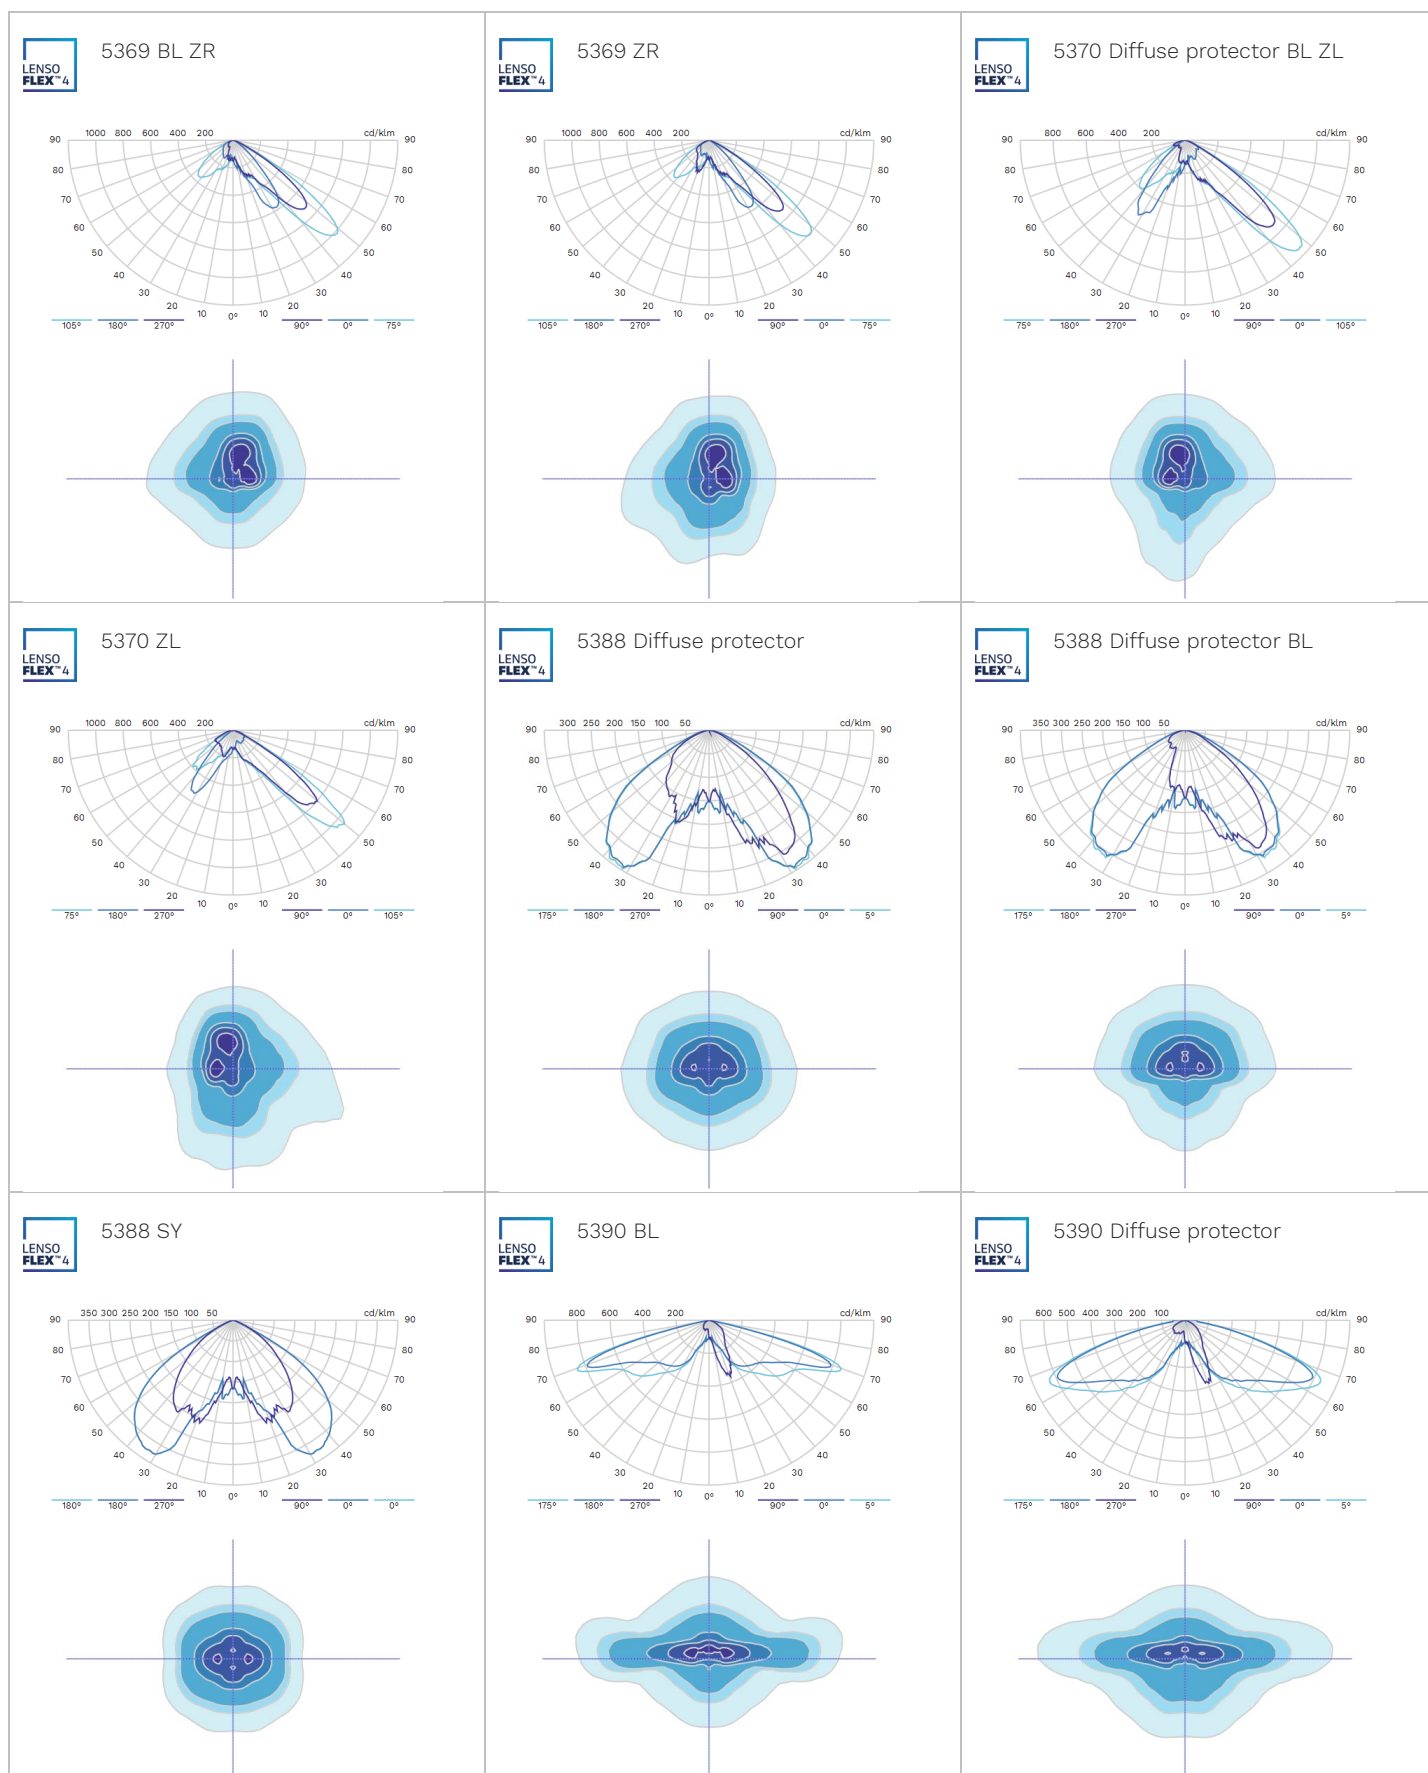 LENSO
FLEX™4
5369 BL ZR
90 1000 800 600 400 200 cd/klm 90
80 80
70 70
60 60
50 50
40 40
30 30
20 20
10 0° 10
105° 180° 270° 90° 0° 75°
LENSO
FLEX™4
5369 ZR
90 1000 800 600 400 200 cd/klm 90
80 80
70 70
60 60
50 50
40 40
30 30
20 20
10 0° 10
105° 180° 270° 90° 0° 75°
LENSO
FLEX™4
5370 Diffuse protector BL ZL
90 800 600 400 200 cd/klm 90
80 80
70 70
60 60
50 50
40 40
30 30
20 20
10 0° 10
75° 180° 270° 90° 0° 105°
LENSO
FLEX™4
5370 ZL
90 1000 800 600 400 200 cd/klm 90
80 80
70 70
60 60
50 50
40 40
30 30
20 20
10 0° 10
75° 180° 270° 90° 0° 105°
LENSO
FLEX™4
5388 Diffuse protector
90 300 250 200 150 100 50 cd/klm 90
80 80
70 70
60 60
50 50
40 40
30 30
20 20
10 0° 10
175° 180° 270° 90° 0° 5°
LENSO
FLEX™4
5388 Diffuse protector BL
90 350 300 250 200 150 100 50 cd/klm 90
80 80
70 70
60 60
50 50
40 40
30 30
20 20
10 0° 10
175° 180° 270° 90° 0° 5°
LENSO
FLEX™4
5388 SY
90 350 300 250 200 150 100 50 cd/klm 90
80 80
70 70
60 60
50 50
40 40
30 30
20 20
10 0° 10
180° 180° 270° 90° 0° 0°
LENSO
FLEX™4
5390 BL
90 800 600 400 200 cd/klm 90
80 80
70 70
60 60
50 50
40 40
30 30
20 20
10 0° 10
175° 180° 270° 90° 0° 5°
LENSO
FLEX™4
5390 Diffuse protector
90 600 500 400 300 200 100 cd/klm 90
80 80
70 70
60 60
50 50
40 40
30 30
20 20
10 0° 10
175° 180° 270° 90° 0° 5°